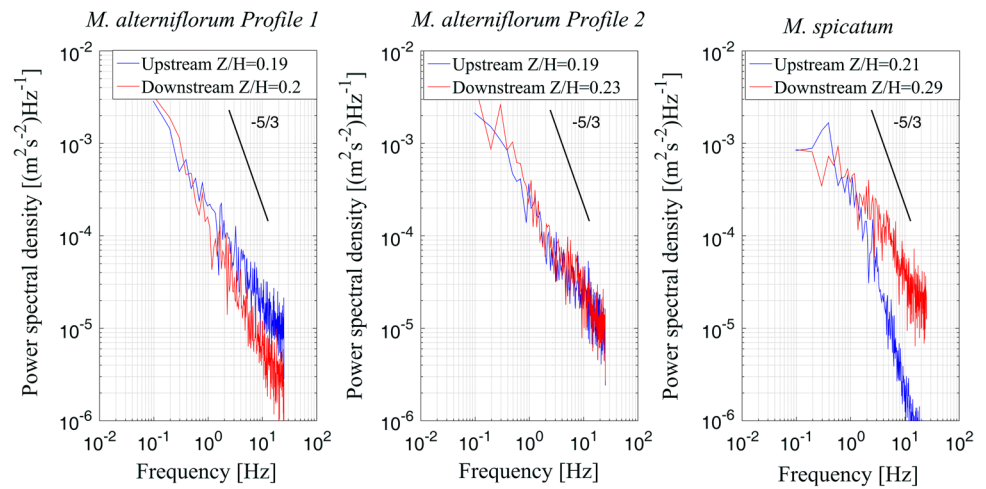 M. alterniflorum Profile 1
10⁻²
Upstream Z/H=0.19
Downstream Z/H=0.2
-5/3
10⁻³
10⁻⁴
10⁻⁵
10⁻⁶
Power spectral density [(m²s⁻²)Hz⁻¹]
10⁻² 10⁻¹ 10⁰ 10¹ 10²
Frequency [Hz]
M. alterniflorum Profile 2
10⁻²
Upstream Z/H=0.19
Downstream Z/H=0.23
-5/3
10⁻³
10⁻⁴
10⁻⁵
10⁻⁶
Power spectral density [(m²s⁻²)Hz⁻¹]
10⁻² 10⁻¹ 10⁰ 10¹ 10²
Frequency [Hz]
M. spicatum
10⁻²
Upstream Z/H=0.21
Downstream Z/H=0.29
-5/3
10⁻³
10⁻⁴
10⁻⁵
10⁻⁶
Power spectral density [(m²s⁻²)Hz⁻¹]
10⁻² 10⁻¹ 10⁰ 10¹ 10²
Frequency [Hz]